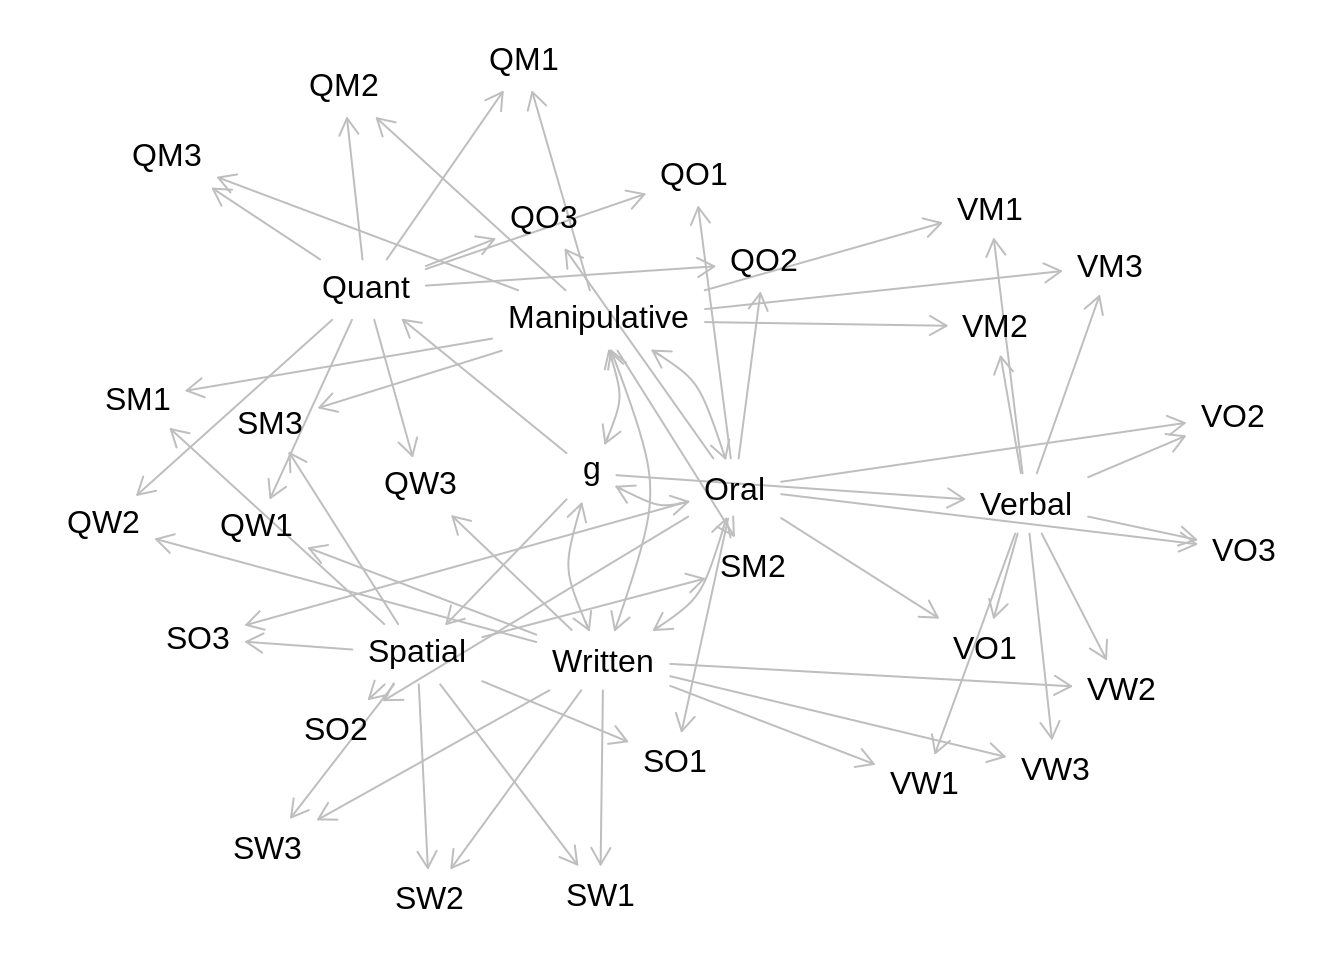 QM1
QM2
QM3
QO1
QO3
VM1
QO2
VM3
Quant
Manipulative
VM2
SM1
VO2
SM3
g
QW3
Oral
Verbal
QW2
QW1
VO3
SM2
SO3
VO1
Spatial
Written
VW2
SO2
SO1
VW3
VW1
SW3
SW1
SW2